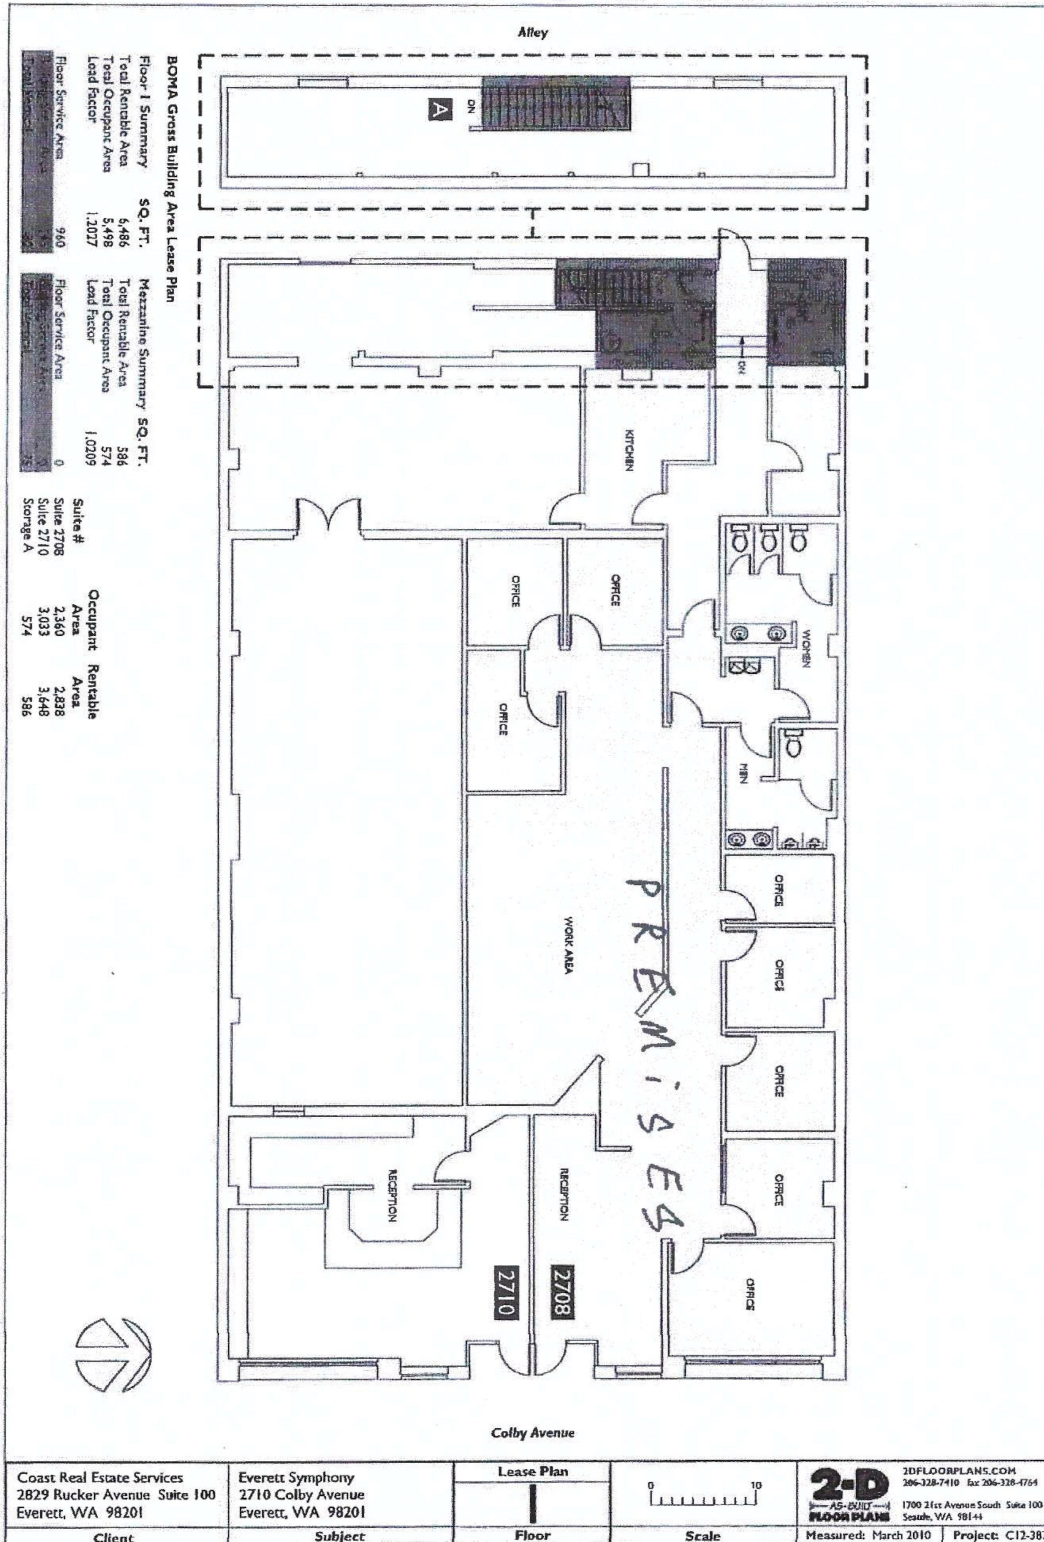 Alley
BOMA Gross Building Area Lease Plan
Floor 1 Summary SQ. FT.
Total Rentable Area 6,486
Total Occupant Area 5,498
Load Factor 1.2027
Floor Service Area 960
Mezzanine Summary SQ. FT.
Total Rentable Area 586
Total Occupant Area 574
Load Factor 1.0209
Floor Service Area 0
Suite # Occupant Area Rentable Area
Suite 2708 2,360 2,838
Suite 2710 3,033 3,648
Storage A 574 586
A
DN
DN
KITCHEN
OFFICE
OFFICE
OFFICE
WOMEN
MEN
OFFICE
OFFICE
OFFICE
OFFICE
OFFICE
WORK AREA
PREMiSES
RECEPTION
RECEPTION
2710
2708
Colby Avenue
Coast Real Estate Services
2829 Rucker Avenue Suite 100
Everett, WA 98201
Client
Everett Symphony
2710 Colby Avenue
Everett, WA 98201
Subject
Lease Plan
1
Floor
0 10
Scale
2-D
AS-BUILT
FLOOR PLANS
2DFLOORPLANS.COM
206-328-7410 fax 206-328-4764
1700 21st Avenue South Suite 100
Seattle, WA 98144
Measured: March 2010 Project: C12-387